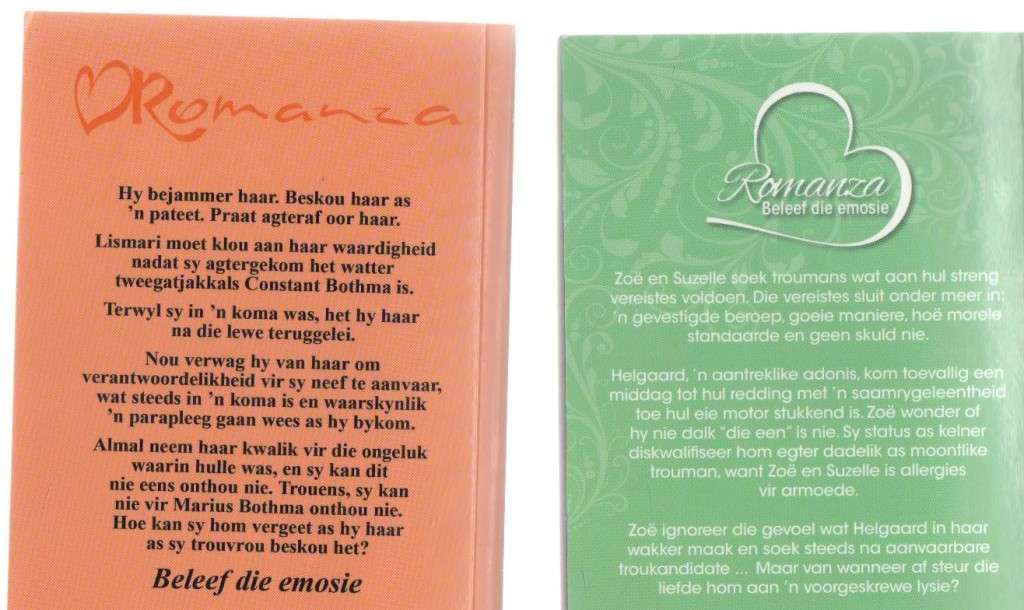 Romanza
Hy bejammer haar. Beskou haar as
'n pateet. Praat agteraf oor haar.
Lismari moet klou aan haar waardigheid
nadat sy agtergekom het watter
tweegatjakkals Constant Bothma is.
Terwyl sy in 'n koma was, het hy haar
na die lewe teruggelei.
Nou verwag hy van haar om
verantwoordelikheid vir sy neef te aanvaar,
wat steeds in 'n koma is en waarskynlik
'n parapleeg gaan wees as hy bykom.
Almal neem haar kwalik vir die ongeluk
waarin hulle was, en sy kan dit
nie eens onthou nie. Trouens, sy kan
nie vir Marius Bothma onthou nie.
Hoe kan sy hom vergeet as hy haar
as sy trouvrou beskou het?
Beleef die emosie
Romanza
Beleef die emosie
Zoë en Suzelle soek troumans wat aan hul streng
vereistes voldoen. Die vereistes sluit onder meer in:
'n gevestigde beroep, goeie maniere, hoë morele
standaarde en geen skuld nie.
Helgaard, 'n aantreklike adonis, kom toevallig een
middag tot hul redding met 'n saamrygeleentheid
toe hul eie motor stukkend is. Zoë wonder of
hy nie dalk "die een" is nie. Sy status as kelner
diskwalifiseer hom egter dadelik as moontlike
trouman, want Zoë en Suzelle is allergies
vir armoede.
Zoë ignoreer die gevoel wat Helgaard in haar
wakker maak en soek steeds na aanvaarbare
troukandidate ... Maar van wanneer af steur die
liefde hom aan 'n voorgeskrewe lysie?